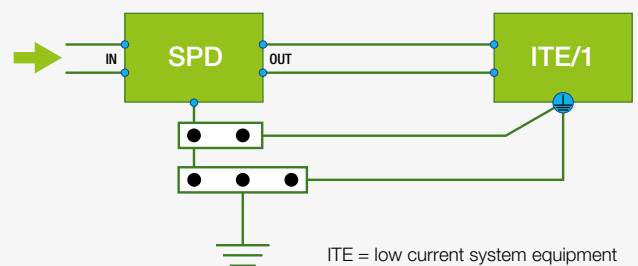 IN
SPD
OUT
ITE/1
ITE = low current system equipment